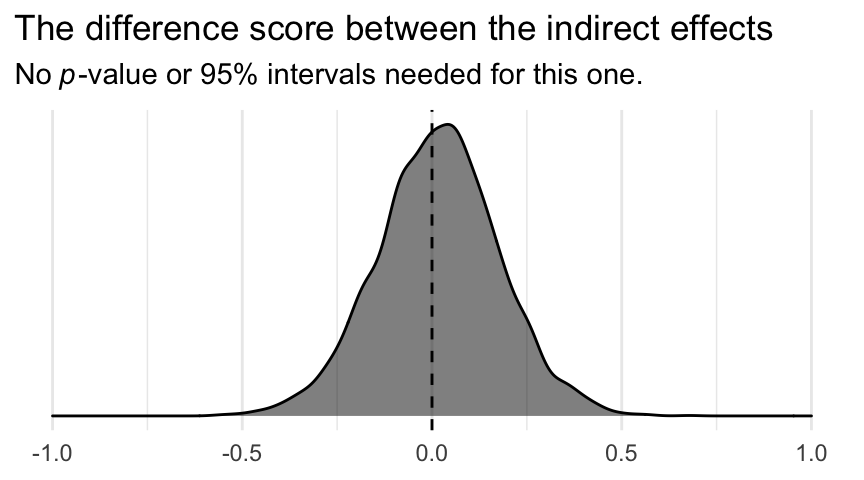 The difference score between the indirect effects
No p-value or 95% intervals needed for this one.
-1.0 -0.5 0.0 0.5 1.0